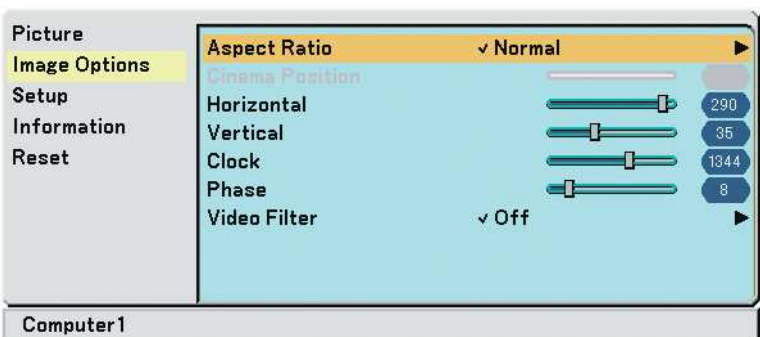 Picture
Image Options
Setup
Information
Reset
Aspect Ratio ✓ Normal ▶
Cinema Position
Horizontal 290
Vertical 35
Clock 1344
Phase 8
Video Filter ✓ Off ▶
Computer1